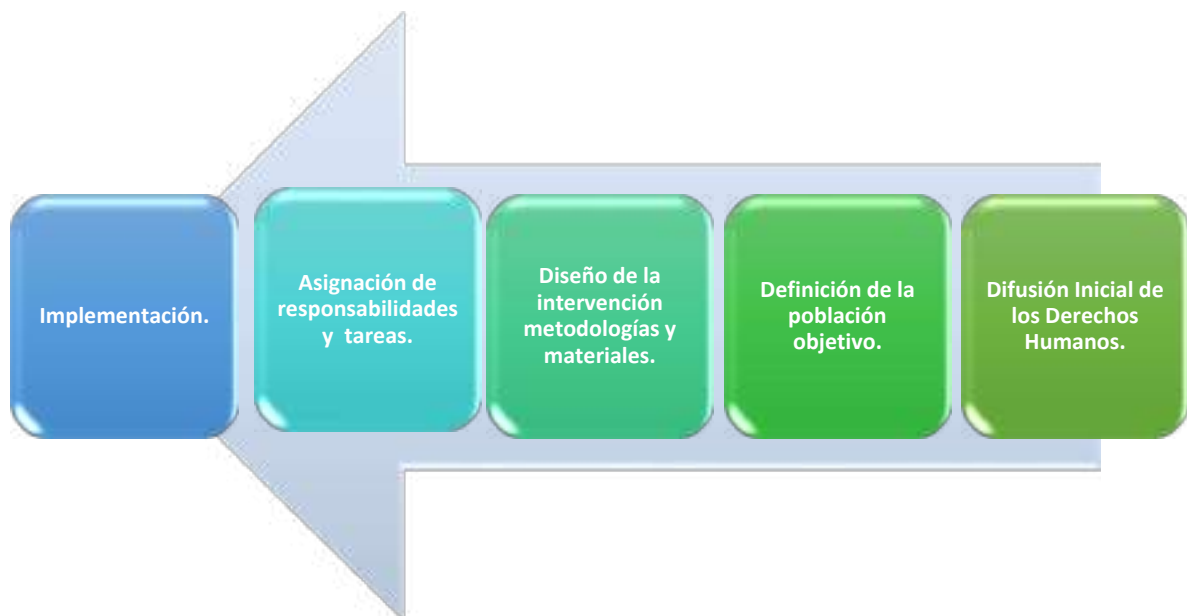 Implementación.
Asignación de
responsabilidades
y tareas.
Diseño de la
intervención
metodologías y
materiales.
Definición de la
población
objetivo.
Difusión Inicial de
los Derechos
Humanos.